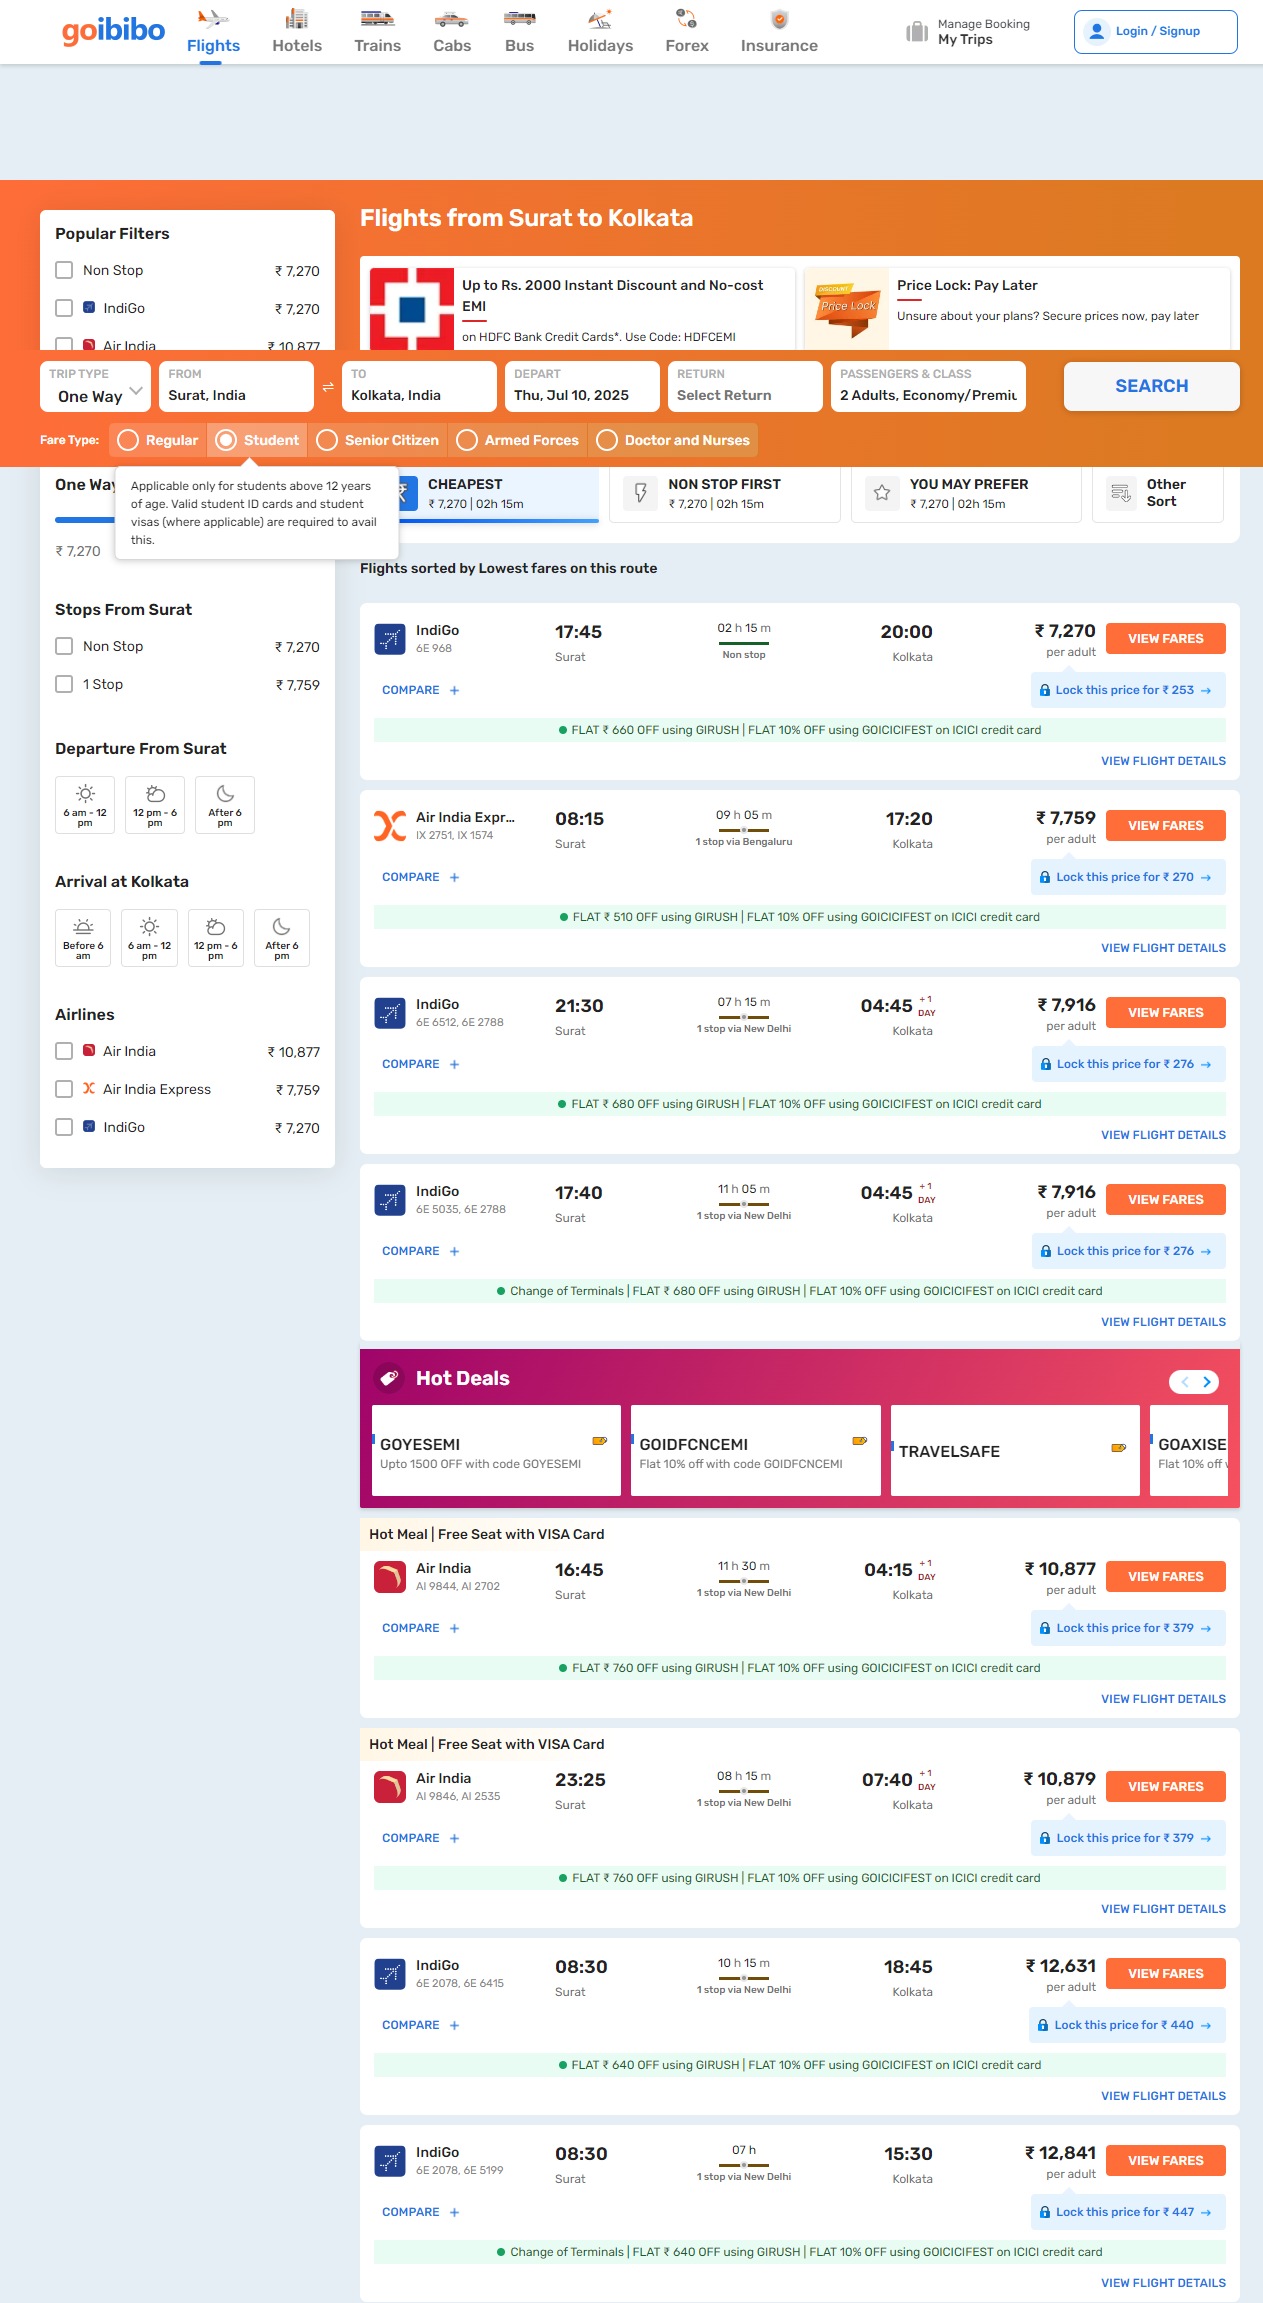 goibibo
Flights
Hotels
Trains
Cabs
Bus
Holidays
Forex
Insurance
Manage Booking
My Trips
Login / Signup
Flights from Surat to Kolkata
Popular Filters
Non Stop ₹ 7,270
IndiGo ₹ 7,270
Air India ₹ 10,877
Up to Rs. 2000 Instant Discount and No-cost
EMI
on HDFC Bank Credit Cards*. Use Code: HDFCEMI
DISCOUNT
Price Lock
Price Lock: Pay Later
Unsure about your plans? Secure prices now, pay later
TRIP TYPE
One Way
FROM
Surat, India
TO
Kolkata, India
DEPART
Thu, Jul 10, 2025
RETURN
Select Return
PASSENGERS & CLASS
2 Adults, Economy/Premiu
SEARCH
Fare Type:
Regular
Student
Senior Citizen
Armed Forces
Doctor and Nurses
Applicable only for students above 12 years
of age. Valid student ID cards and student
visas (where applicable) are required to avail
this.
One Way
₹ 7,270
CHEAPEST
₹ 7,270 | 02h 15m
NON STOP FIRST
₹ 7,270 | 02h 15m
YOU MAY PREFER
₹ 7,270 | 02h 15m
Other
Sort
Stops From Surat
Non Stop ₹ 7,270
1 Stop ₹ 7,759
Departure From Surat
6 am - 12
pm
12 pm - 6
pm
After 6
pm
Arrival at Kolkata
Before 6
am
6 am - 12
pm
12 pm - 6
pm
After 6
pm
Airlines
Air India ₹ 10,877
Air India Express ₹ 7,759
IndiGo ₹ 7,270
Flights sorted by Lowest fares on this route
IndiGo
6E 968
17:45
Surat
02 h 15 m
Non stop
20:00
Kolkata
₹ 7,270
per adult
VIEW FARES
COMPARE +
Lock this price for ₹ 253 →
FLAT ₹ 660 OFF using GIRUSH | FLAT 10% OFF using GOICICIFEST on ICICI credit card
VIEW FLIGHT DETAILS
Air India Expr...
IX 2751, IX 1574
08:15
Surat
09 h 05 m
1 stop via Bengaluru
17:20
Kolkata
₹ 7,759
per adult
VIEW FARES
COMPARE +
Lock this price for ₹ 270 →
FLAT ₹ 510 OFF using GIRUSH | FLAT 10% OFF using GOICICIFEST on ICICI credit card
VIEW FLIGHT DETAILS
IndiGo
6E 6512, 6E 2788
21:30
Surat
07 h 15 m
1 stop via New Delhi
04:45 +1 DAY
Kolkata
₹ 7,916
per adult
VIEW FARES
COMPARE +
Lock this price for ₹ 276 →
FLAT ₹ 680 OFF using GIRUSH | FLAT 10% OFF using GOICICIFEST on ICICI credit card
VIEW FLIGHT DETAILS
IndiGo
6E 5035, 6E 2788
17:40
Surat
11 h 05 m
1 stop via New Delhi
04:45 +1 DAY
Kolkata
₹ 7,916
per adult
VIEW FARES
COMPARE +
Lock this price for ₹ 276 →
Change of Terminals | FLAT ₹ 680 OFF using GIRUSH | FLAT 10% OFF using GOICICIFEST on ICICI credit card
VIEW FLIGHT DETAILS
Hot Deals
GOYESEMI
Upto 1500 OFF with code GOYESEMI
GOIDFCNCEMI
Flat 10% off with code GOIDFCNCEMI
TRAVELSAFE
GOAXISE
Flat 10% off
Hot Meal | Free Seat with VISA Card
Air India
AI 9844, AI 2702
16:45
Surat
11 h 30 m
1 stop via New Delhi
04:15 +1 DAY
Kolkata
₹ 10,877
per adult
VIEW FARES
COMPARE +
Lock this price for ₹ 379 →
FLAT ₹ 760 OFF using GIRUSH | FLAT 10% OFF using GOICICIFEST on ICICI credit card
VIEW FLIGHT DETAILS
Hot Meal | Free Seat with VISA Card
Air India
AI 9846, AI 2535
23:25
Surat
08 h 15 m
1 stop via New Delhi
07:40 +1 DAY
Kolkata
₹ 10,879
per adult
VIEW FARES
COMPARE +
Lock this price for ₹ 379 →
FLAT ₹ 760 OFF using GIRUSH | FLAT 10% OFF using GOICICIFEST on ICICI credit card
VIEW FLIGHT DETAILS
IndiGo
6E 2078, 6E 6415
08:30
Surat
10 h 15 m
1 stop via New Delhi
18:45
Kolkata
₹ 12,631
per adult
VIEW FARES
COMPARE +
Lock this price for ₹ 440 →
FLAT ₹ 640 OFF using GIRUSH | FLAT 10% OFF using GOICICIFEST on ICICI credit card
VIEW FLIGHT DETAILS
IndiGo
6E 2078, 6E 5199
08:30
Surat
07 h
1 stop via New Delhi
15:30
Kolkata
₹ 12,841
per adult
VIEW FARES
COMPARE +
Lock this price for ₹ 447 →
Change of Terminals | FLAT ₹ 640 OFF using GIRUSH | FLAT 10% OFF using GOICICIFEST on ICICI credit card
VIEW FLIGHT DETAILS